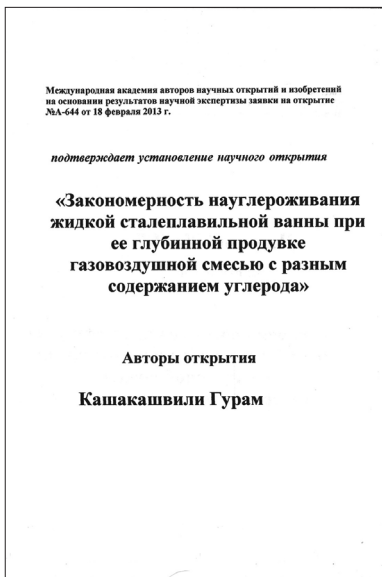 Международная академия авторов научных открытий и изобретений
на основании результатов научной экспертизы заявки на открытие
№А-644 от 18 февраля 2013 г.
подтверждает установление научного открытия
«Закономерность науглероживания
жидкой сталеплавильной ванны при
ее глубинной продувке
газовоздушной смесью с разным
содержанием углерода»
Авторы открытия
Кашакашвили Гурам